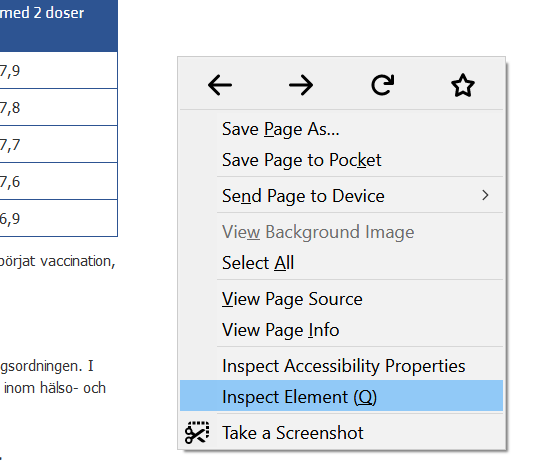 med 2 doser
7,9
7,8
7,7
7,6
6,9
börjat vaccination,
gsordningen. I
inom hälso- och
Save Page As...
Save Page to Pocket
Send Page to Device
View Background Image
Select All
View Page Source
View Page Info
Inspect Accessibility Properties
Inspect Element (Q)
Take a Screenshot